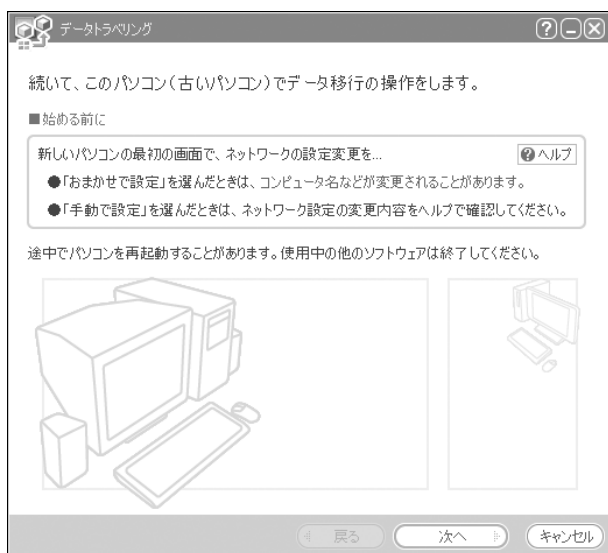 データトラベリング
続いて、このパソコン(古いパソコン)でデータ移行の操作をします。
■始める前に
新しいパソコンの最初の画面で、ネットワークの設定変更を... ?ヘルプ
●「おまかせで設定」を選んだときは、コンピュータ名などが変更されることがあります。
●「手動で設定」を選んだときは、ネットワーク設定の変更内容をヘルプで確認してください。
途中でパソコンを再起動することがあります。使用中の他のソフトウェアは終了してください。
戻る 次へ キャンセル